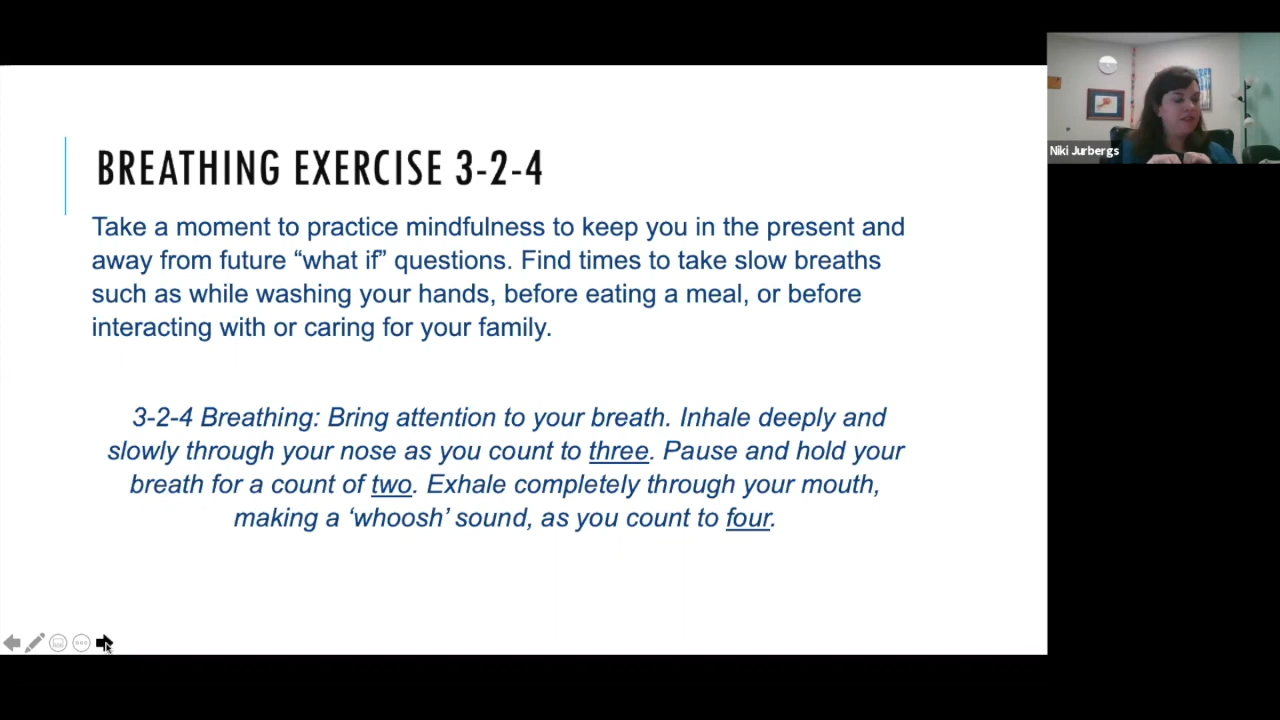 BREATHING EXERCISE 3-2-4
Take a moment to practice mindfulness to keep you in the present and
away from future “what if” questions. Find times to take slow breaths
such as while washing your hands, before eating a meal, or before
interacting with or caring for your family.
3-2-4 Breathing: Bring attention to your breath. Inhale deeply and
slowly through your nose as you count to three. Pause and hold your
breath for a count of two. Exhale completely through your mouth,
making a ‘whoosh’ sound, as you count to four.
Niki Jurbergs